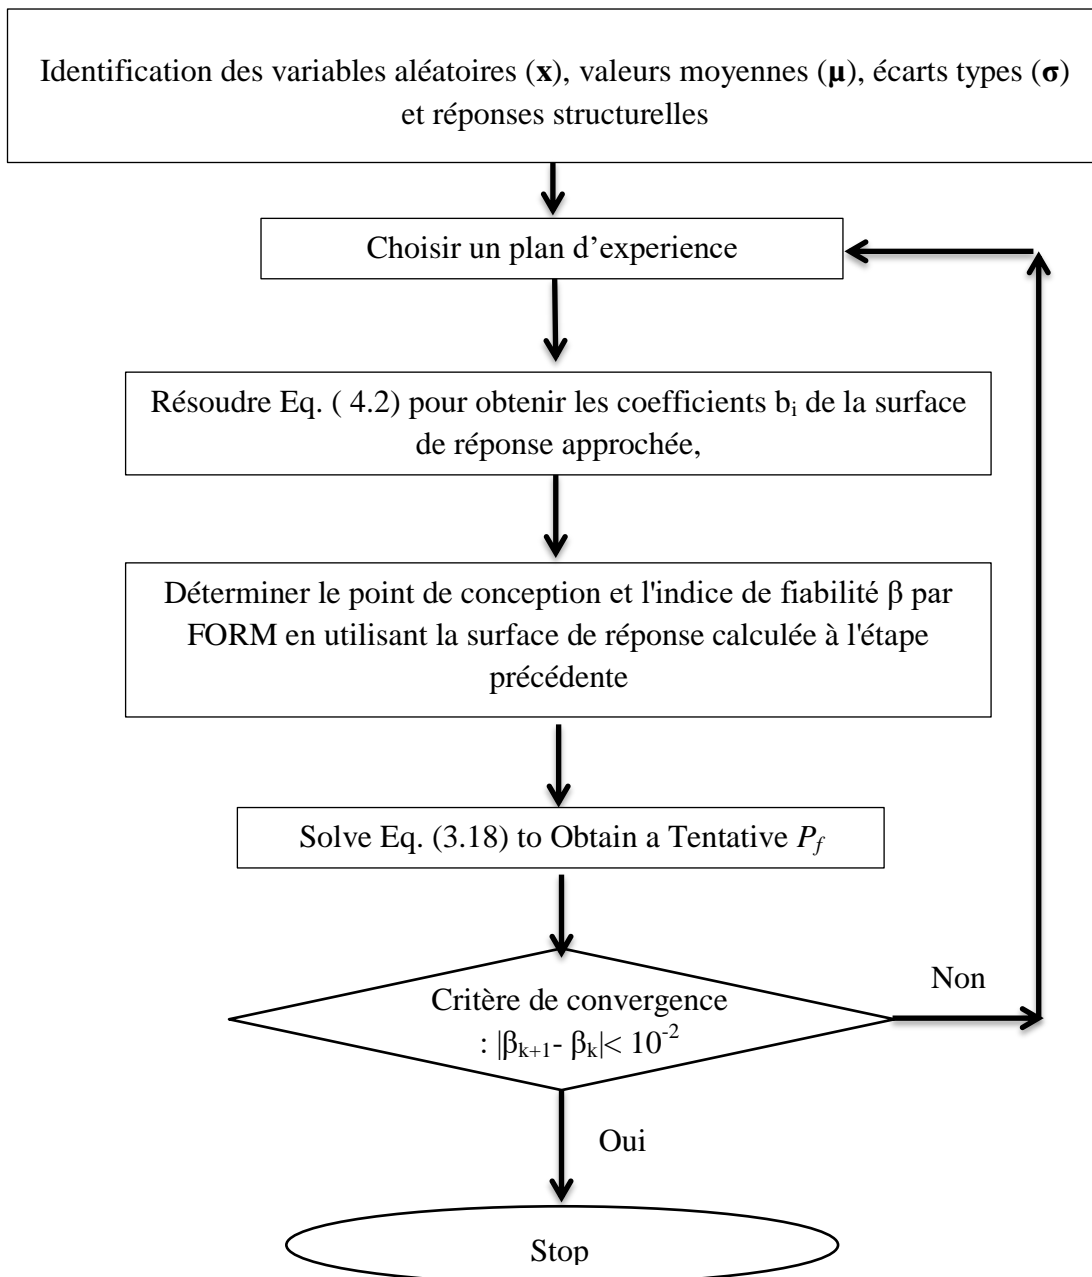 Identification des variables aléatoires (x), valeurs moyennes (μ), écarts types (σ)
et réponses structurelles
Choisir un plan d’experience
Résoudre Eq. ( 4.2) pour obtenir les coefficients bi de la surface
de réponse approchée,
Déterminer le point de conception et l'indice de fiabilité β par
FORM en utilisant la surface de réponse calculée à l'étape
précédente
Solve Eq. (3.18) to Obtain a Tentative Pf
Non
Critère de convergence
: |βk+1- βk|< 10-2
Oui
Stop